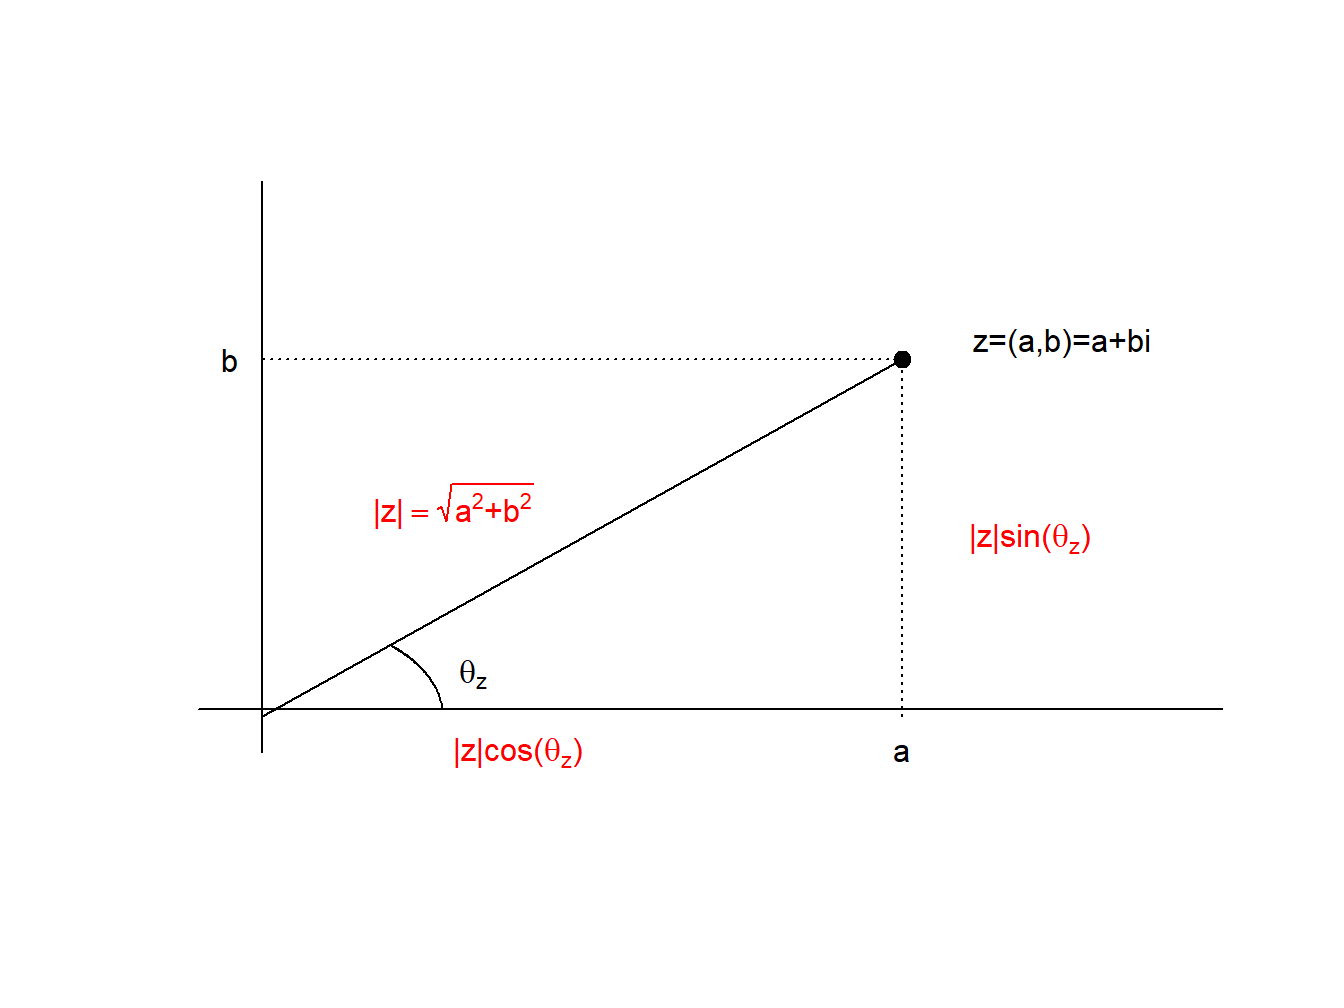 z=(a,b)=a+bi
b
|z| = √a²+b²
|z|sin(θz)
θz
|z|cos(θz)
a